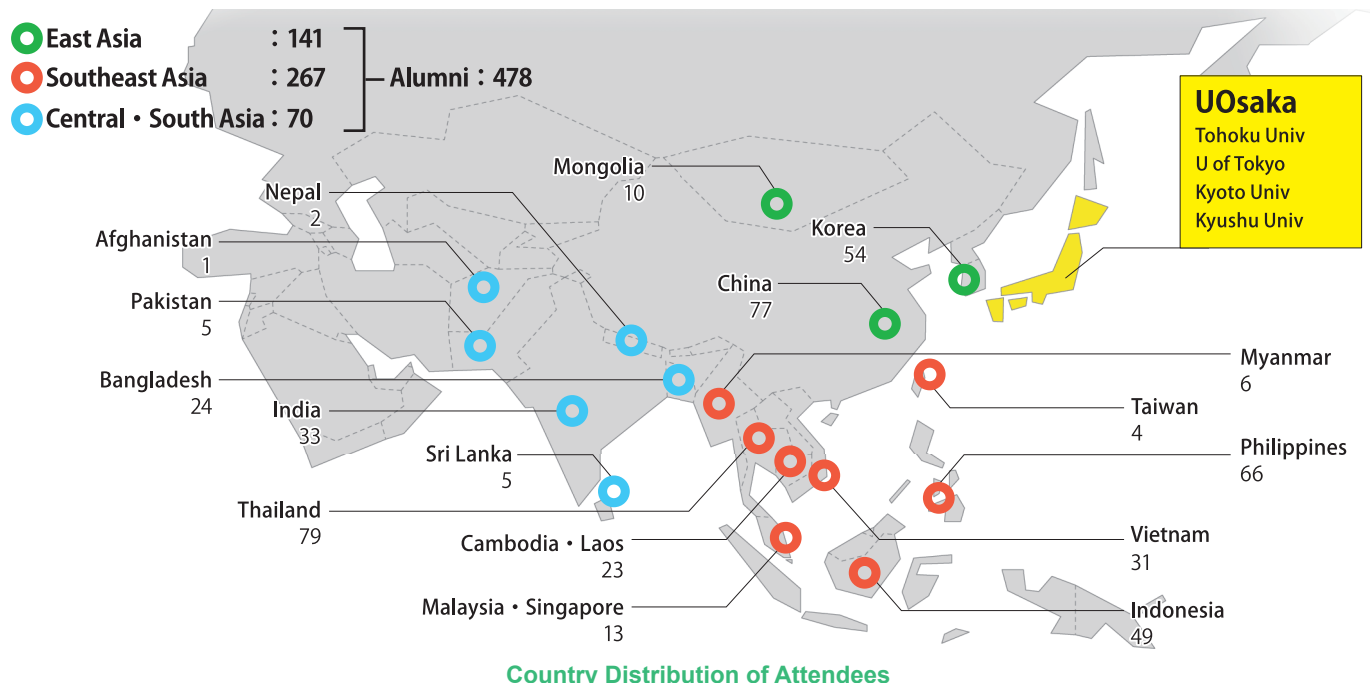 East Asia : 141
Southeast Asia : 267
Central・South Asia : 70
Alumni : 478
UOsaka
Tohoku Univ
U of Tokyo
Kyoto Univ
Kyushu Univ
Mongolia
10
Nepal
2
Korea
54
Afghanistan
1
China
77
Pakistan
5
Myanmar
6
Bangladesh
24
India
33
Taiwan
4
Sri Lanka
5
Philippines
66
Thailand
79
Cambodia・Laos
23
Vietnam
31
Malaysia・Singapore
13
Indonesia
49
Country Distribution of Attendees